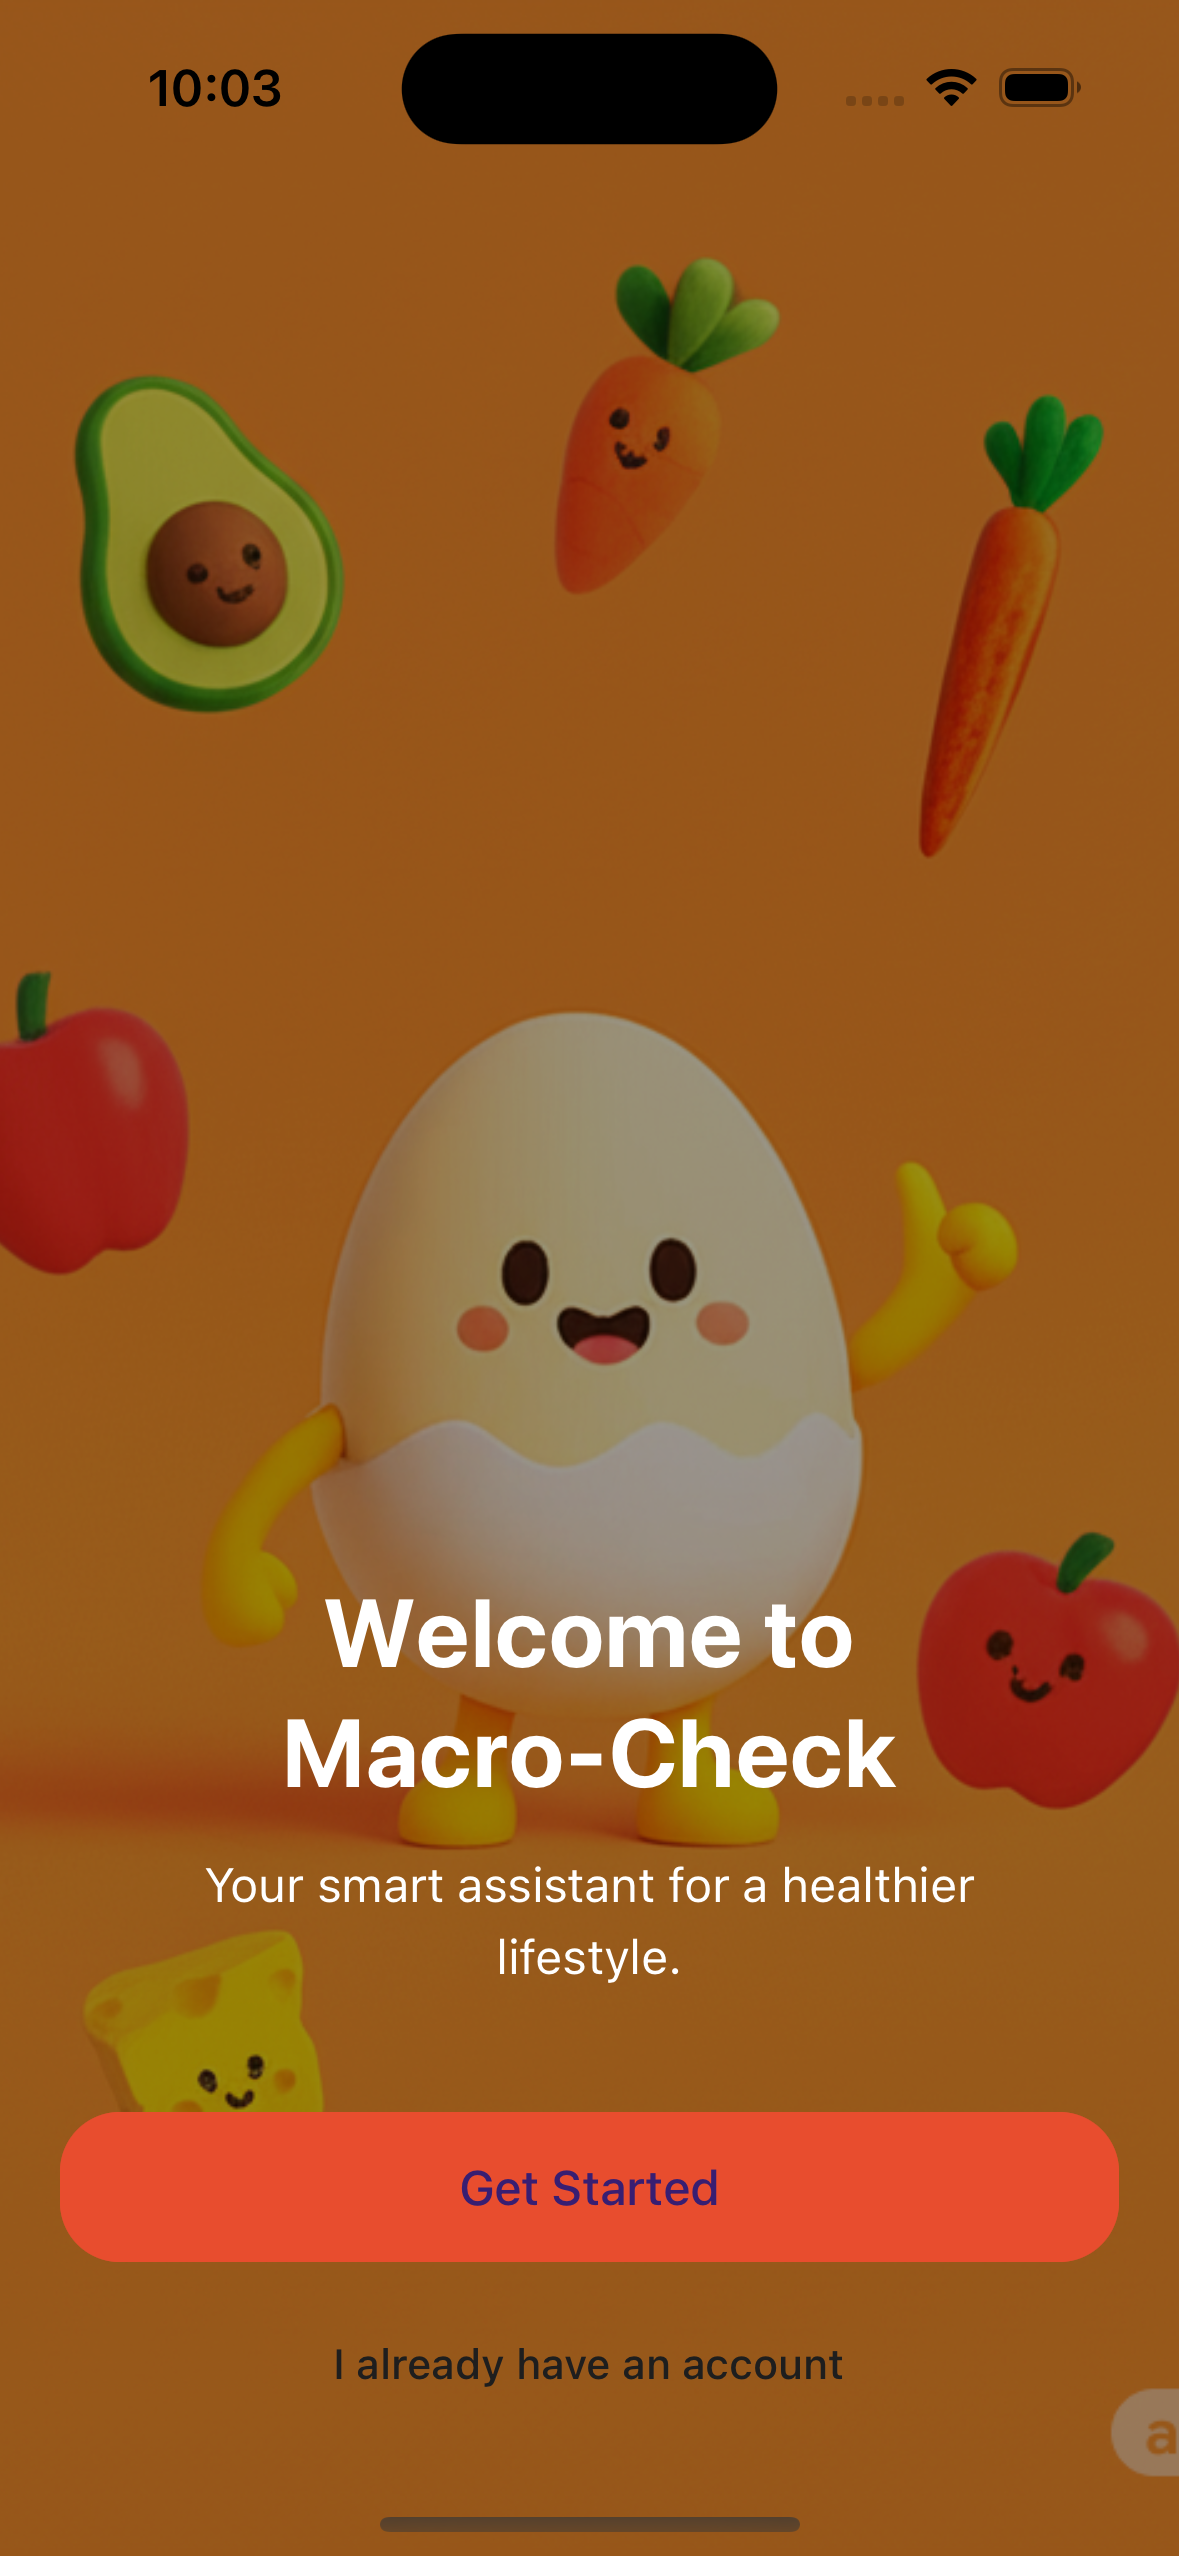 10:03
Welcome to
Macro-Check
Your smart assistant for a healthier
lifestyle.
Get Started
I already have an account
a